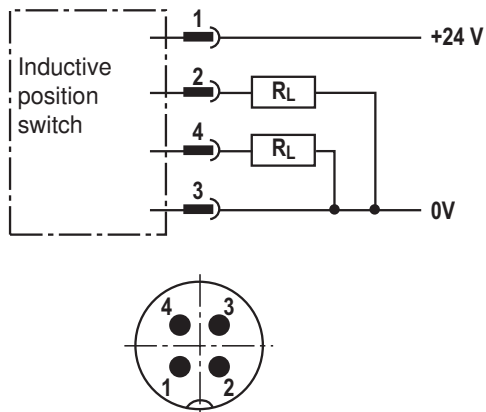 1
+24 V
Inductive
position
switch
2
RL
4
RL
3
0V
4 3
1 2